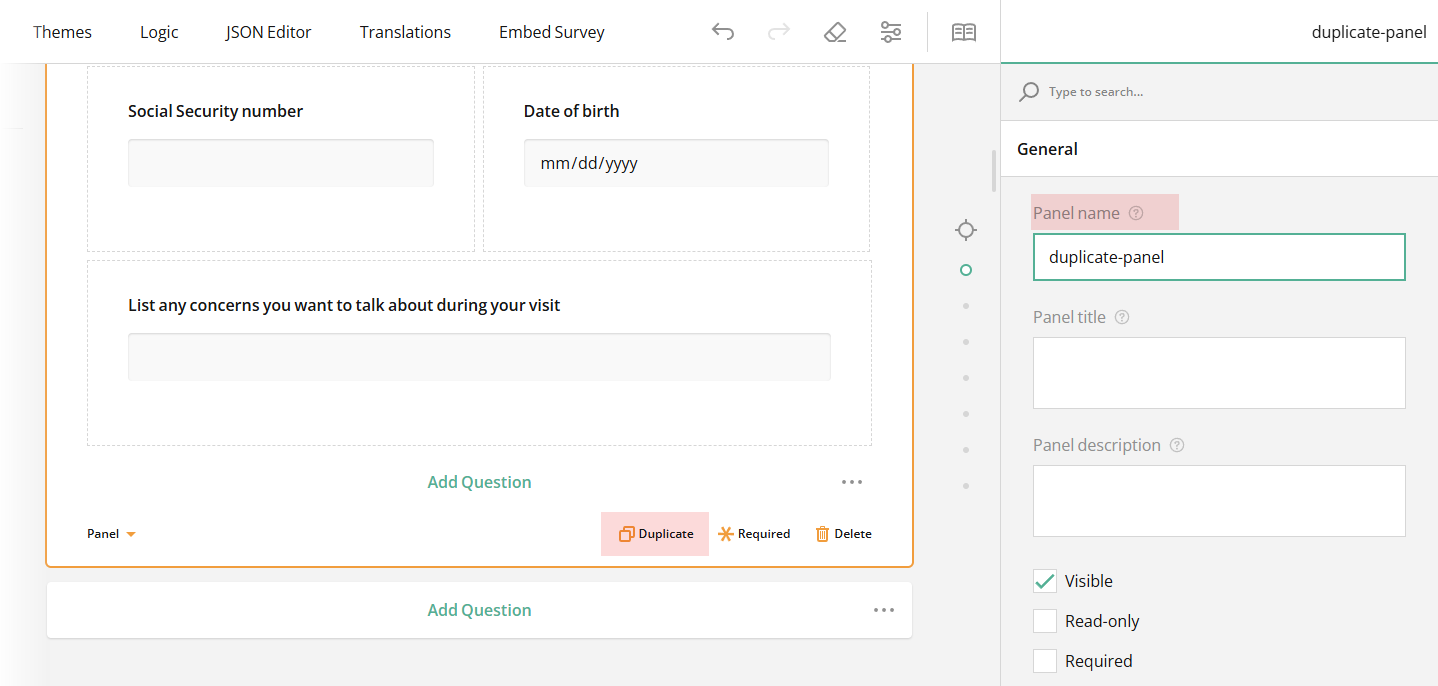 Themes Logic JSON Editor Translations Embed Survey duplicate-panel
Social Security number
Date of birth
mm/dd/yyyy
List any concerns you want to talk about during your visit
Add Question
Panel Duplicate Required Delete
Add Question
Type to search...
General
Panel name
duplicate-panel
Panel title
Panel description
Visible
Read-only
Required